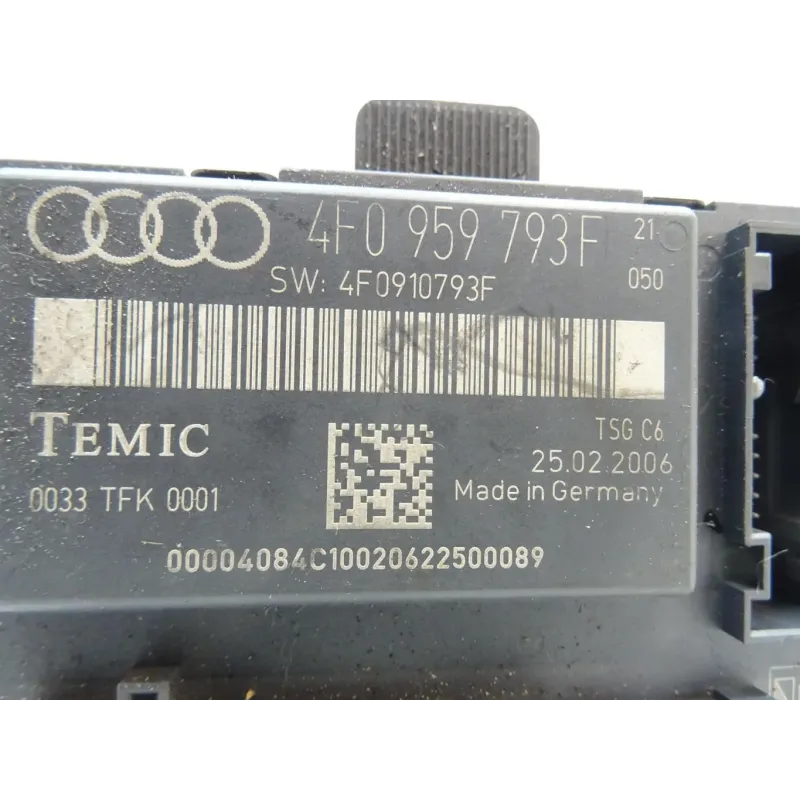 4F0 959 793F 21
SW: 4F0910793F 050
TEMIC TSG C6
25.02.2006
0033 TFK 0001 Made in Germany
00004084C10020622500089